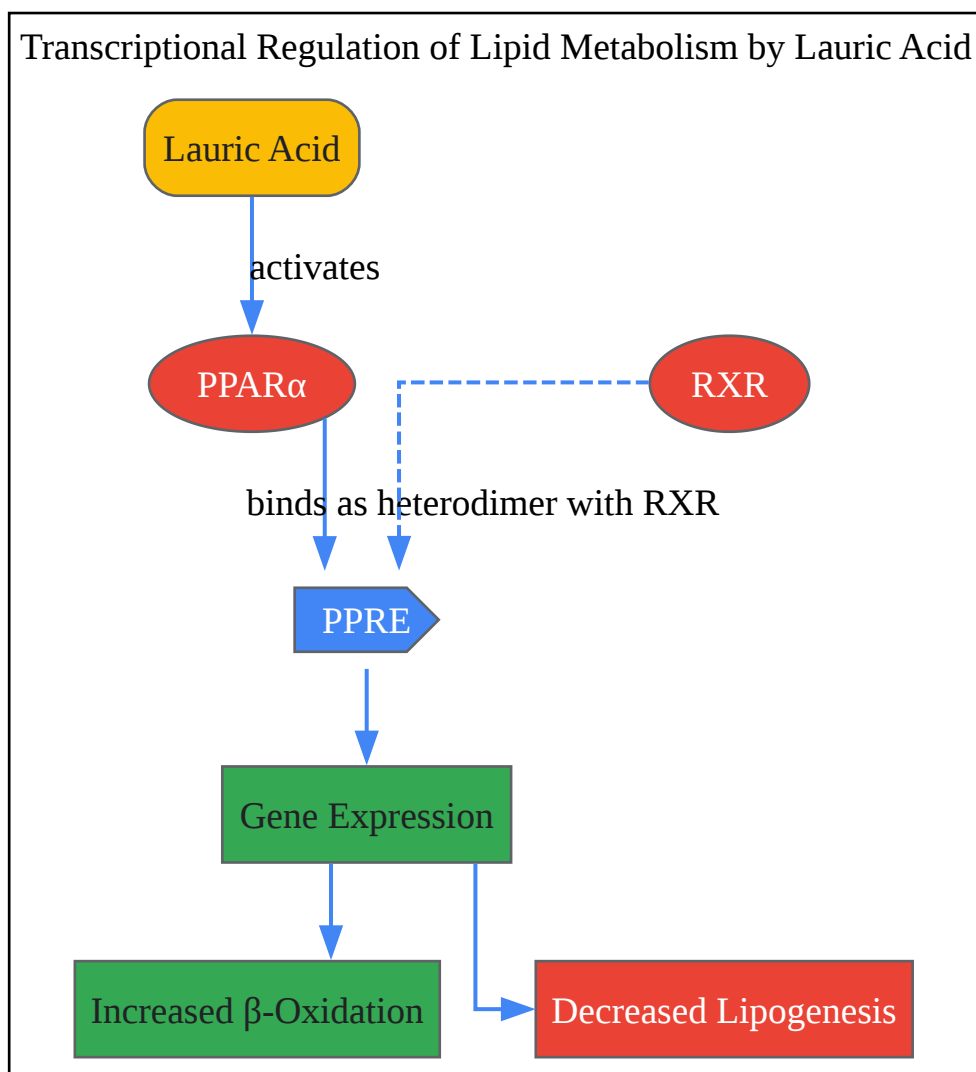 Transcriptional Regulation of Lipid Metabolism by Lauric Acid
Lauric Acid
activates
PPARα
RXR
binds as heterodimer with RXR
PPRE
Gene Expression
Increased β-Oxidation
Decreased Lipogenesis